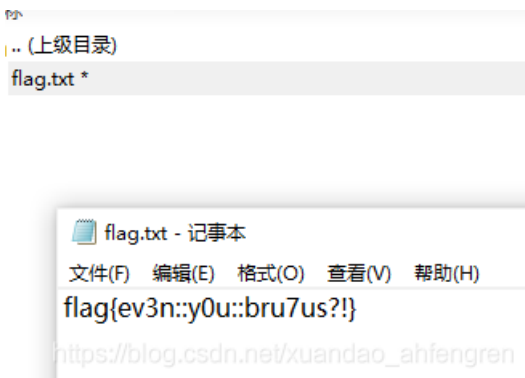 .. (上级目录)
flag.txt *
flag.txt - 记事本
文件(F) 编辑(E) 格式(O) 查看(V) 帮助(H)
flag{ev3n::y0u::bru7us?!}
https://blog.csdn.net/xuandao_ahfengren